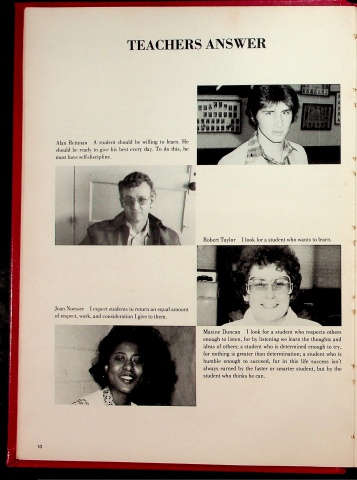 TEACHERS ANSWER
Alan Reitman A student should be willing to learn. He
should be ready to give his best every day. To do this, he
must have self-discipline.
Robert Taylor I look for a student who wants to learn.
Joan Noeser I expect students to return an equal amount
of respect, work, and consideration I give to them.
Maxine Duncan I look for a student who respects others
enough to listen, for by listening we learn the thoughts and
ideas of others; a student who is determined enough to try,
for nothing is greater than determination; a student who is
humble enough to succeed, for in this life success isn't
always earned by the faster or smarter student, but by the
student who thinks he can.
10